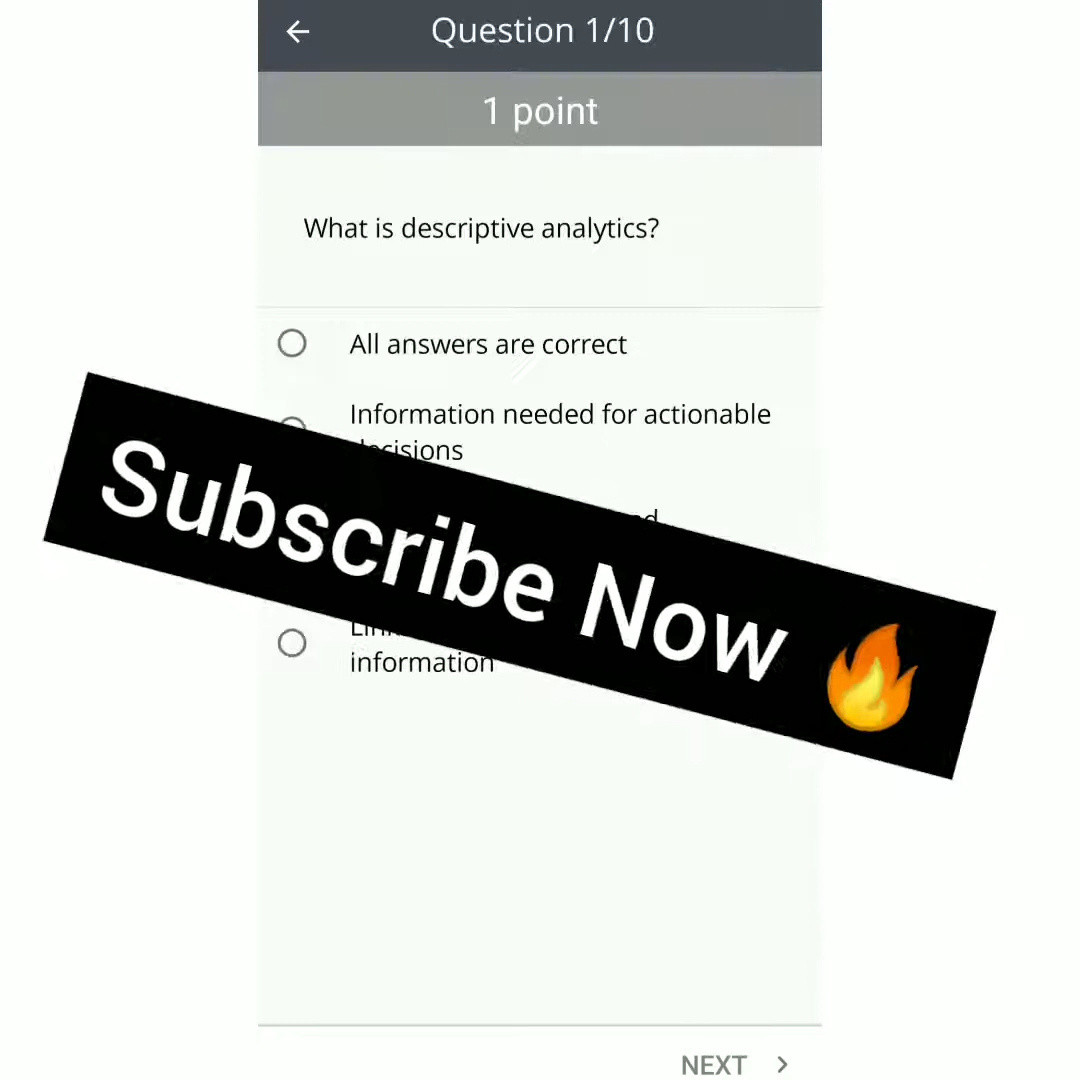 Question 1/10
1 point
What is descriptive analytics?
All answers are correct
Information needed for actionable
decisions
information
Subscribe Now 🔥
NEXT